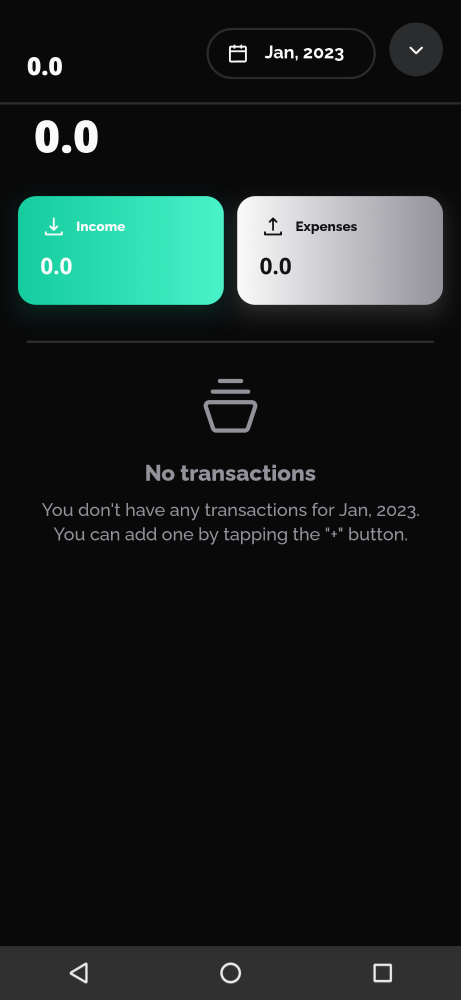 0.0
Jan, 2023
0.0
Income
0.0
Expenses
0.0
No transactions
You don't have any transactions for Jan, 2023.
You can add one by tapping the "+" button.